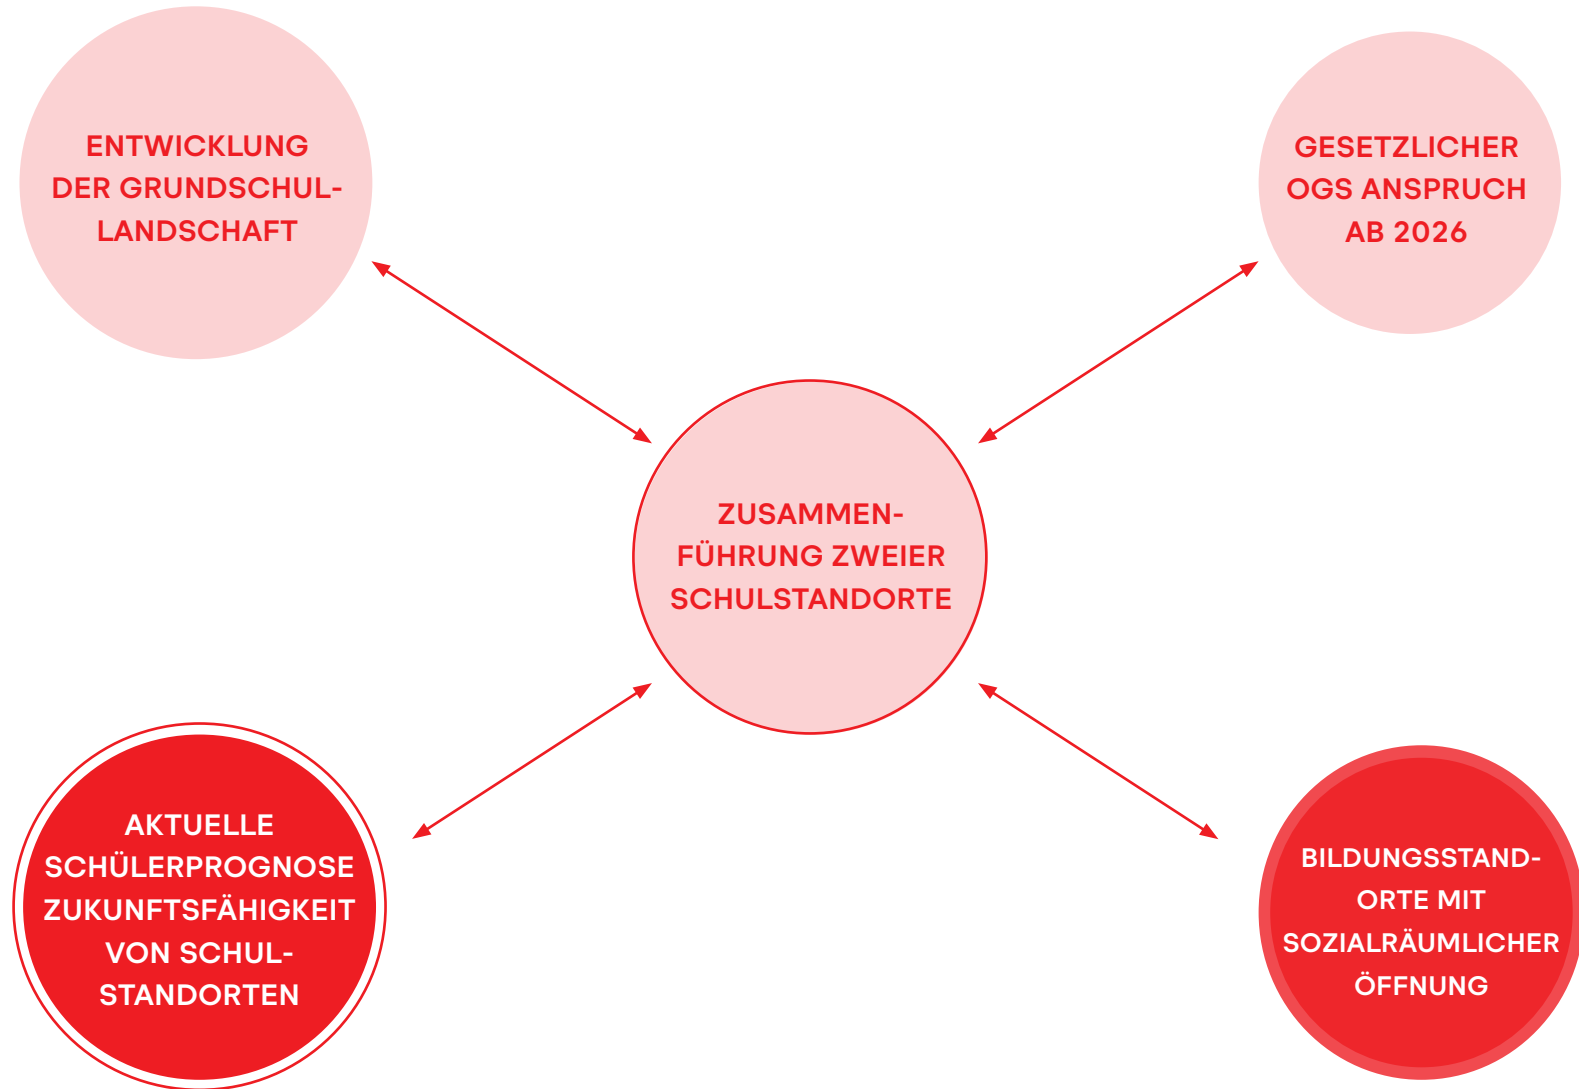 ENTWICKLUNG
DER GRUNDSCHUL-
LANDSCHAFT
GESETZLICHER
OGS ANSPRUCH
AB 2026
ZUSAMMEN-
FÜHRUNG ZWEIER
SCHULSTANDORTE
AKTUELLE
SCHÜLERPROGNOSE
ZUKUNFTSFÄHIGKEIT
VON SCHUL-
STANDORTEN
BILDUNGSSTAND-
ORTE MIT
SOZIALRÄUMLICHER
ÖFFNUNG